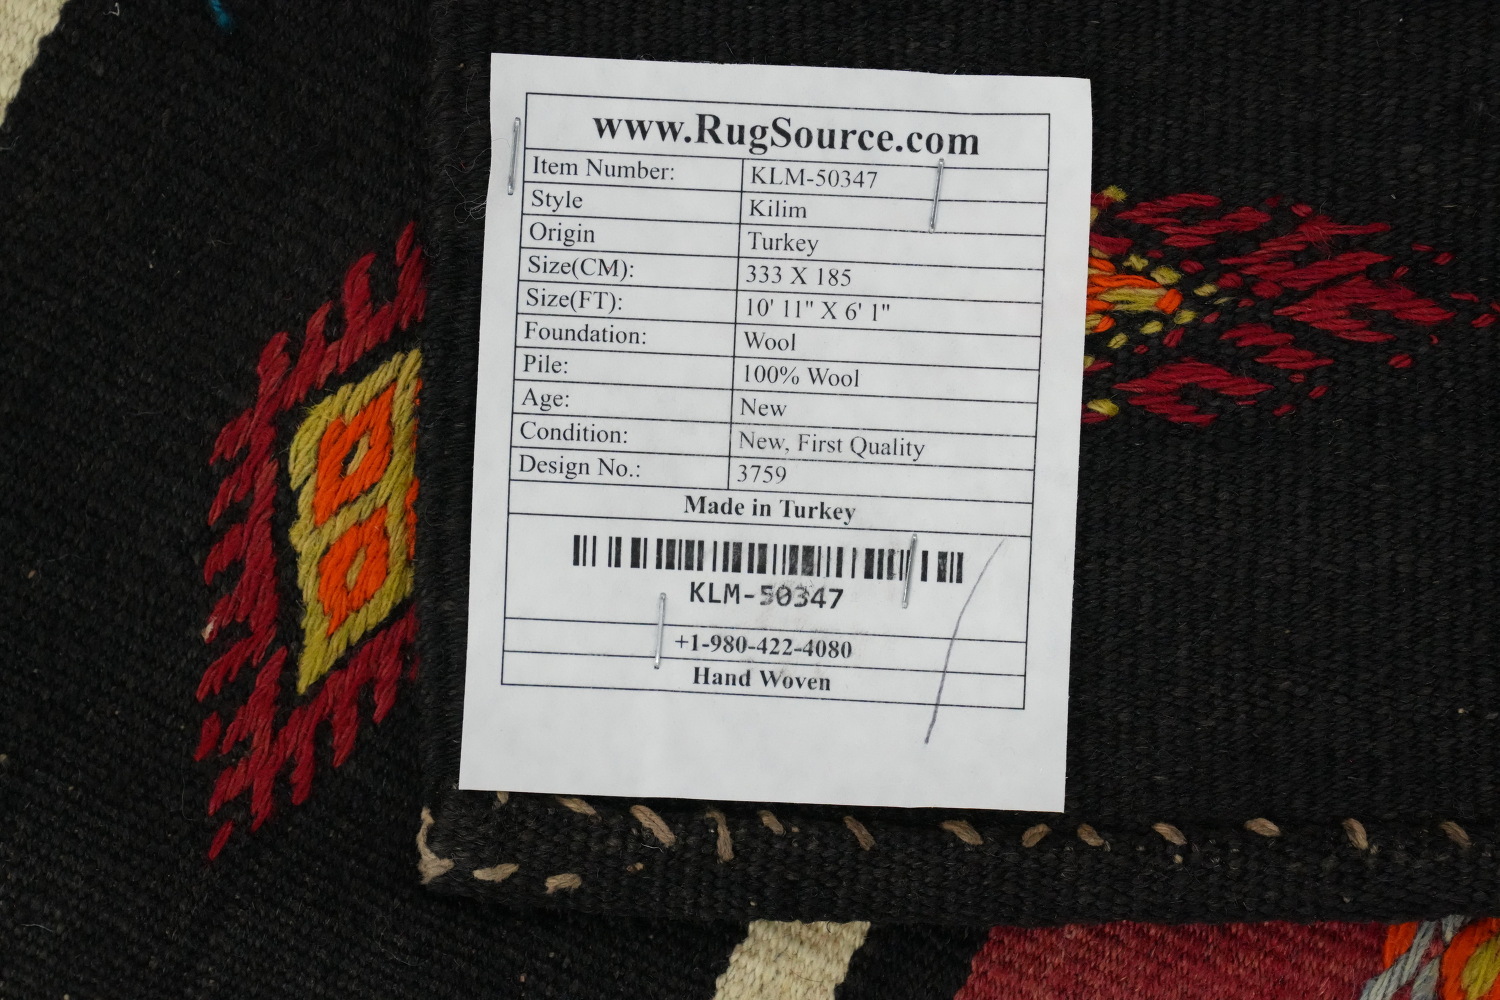 www.RugSource.com
Item Number: KLM-50347
Style Kilim
Origin Turkey
Size(CM): 333 X 185
Size(FT): 10' 11" X 6' 1"
Foundation: Wool
Pile: 100% Wool
Age: New
Condition: New, First Quality
Design No.: 3759
Made in Turkey
KLM-50347
+1-980-422-4080
Hand Woven